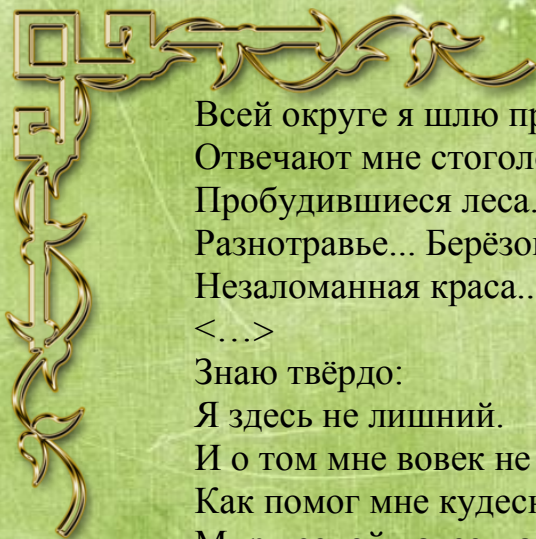 Всей округе я шлю
Отвечают мне
Пробудившиеся леса.
Разнотравье...
Незаломанная краса..
<…>
Знаю твёрдо:
Я здесь не лишний.
И о том мне вовек не
Как помог мне